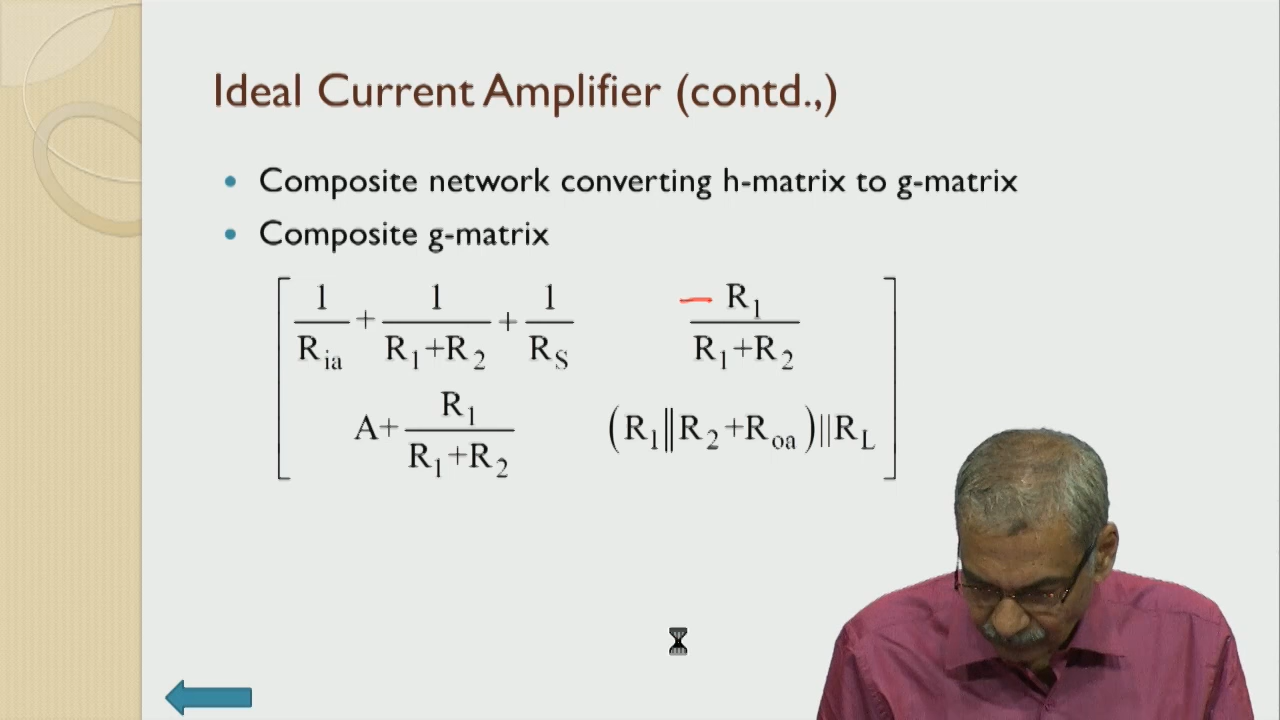 Ideal Current Amplifier (contd.,)
• Composite network converting h-matrix to g-matrix
• Composite g-matrix
1/R_ia + 1/(R_1+R_2) + 1/R_S   — R_1/(R_1+R_2)
A+ R_1/(R_1+R_2)   (R_1||R_2+R_oa)||R_L